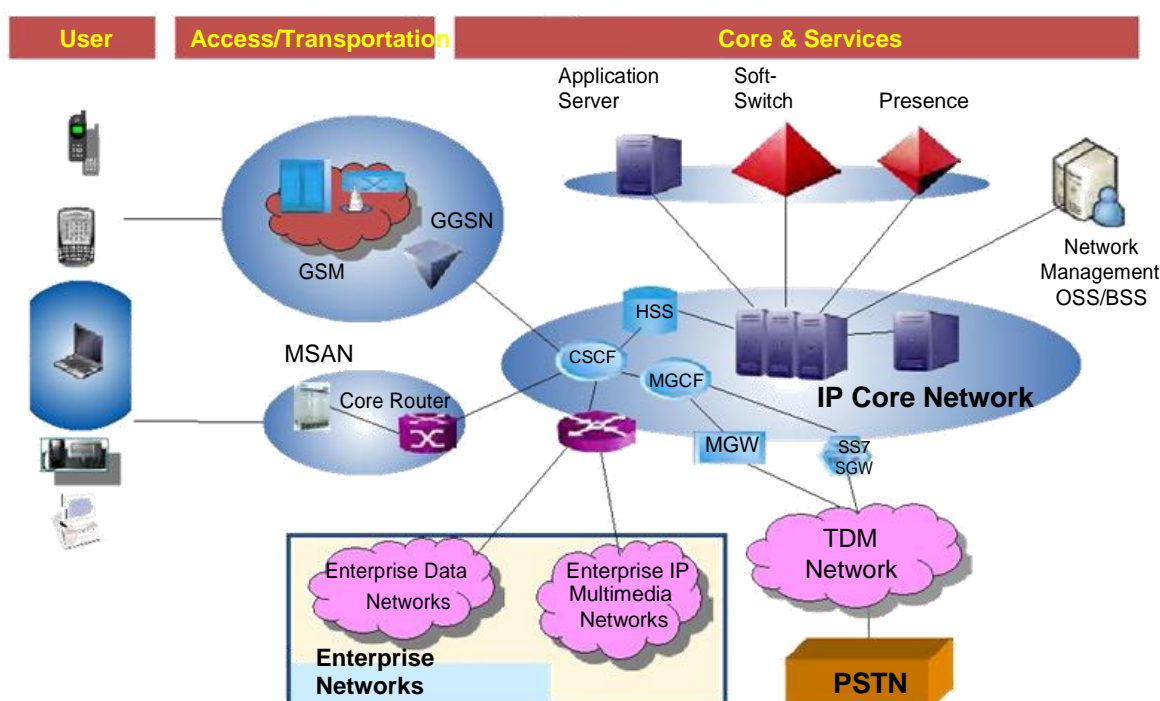 User
Access/Transportation
Core & Services
Application
Server
Soft-
Switch
Presence
GGSN
GSM
Network
Management
OSS/BSS
HSS
MSAN
CSCF
MGCF
Core Router
IP Core Network
MGW
SS7
SGW
TDM
Network
Enterprise Data
Networks
Enterprise IP
Multimedia
Networks
Enterprise
Networks
PSTN